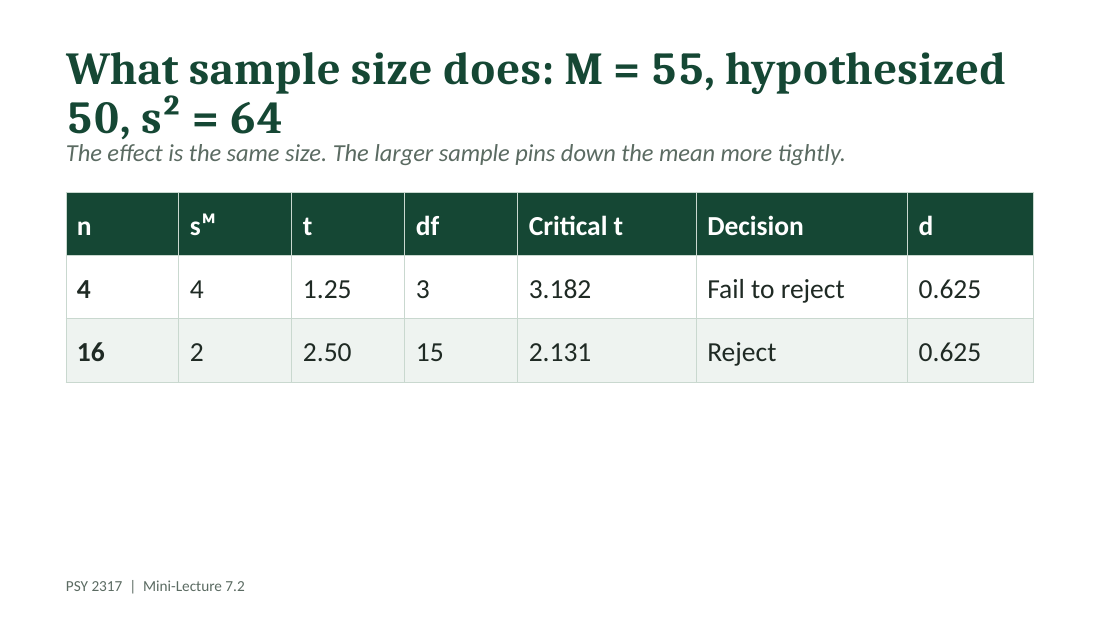 What sample size does: M = 55, hypothesized
50, s² = 64
The effect is the same size. The larger sample pins down the mean more tightly.
n sᴹ t df Critical t Decision d
4 4 1.25 3 3.182 Fail to reject 0.625
16 2 2.50 15 2.131 Reject 0.625
PSY 2317 | Mini-Lecture 7.2